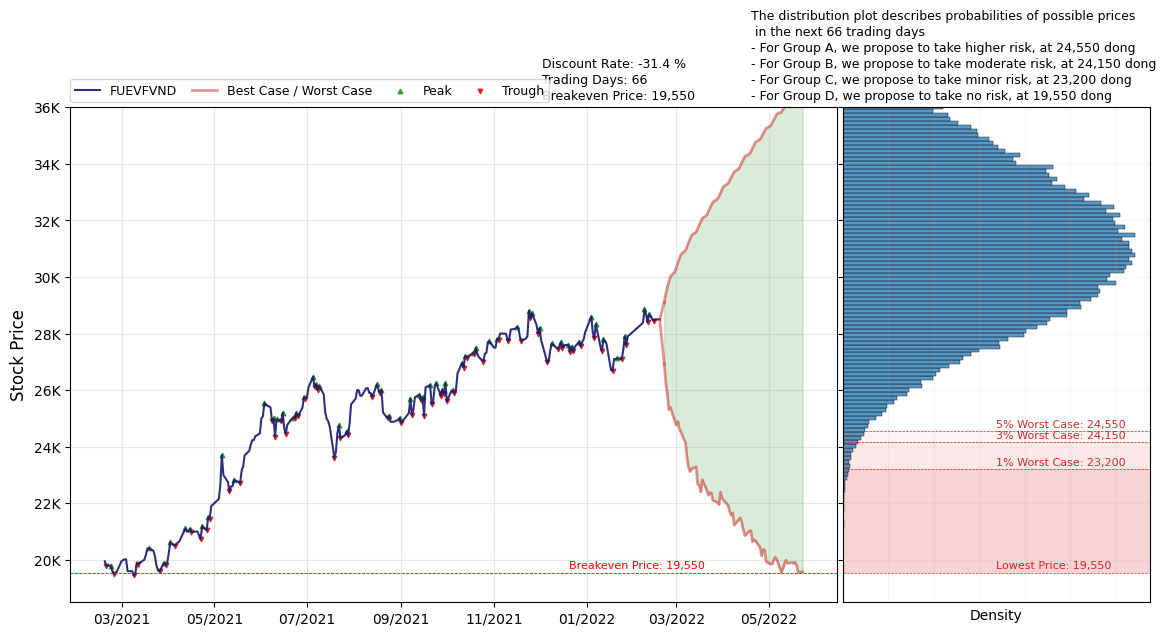 The distribution plot describes probabilities of possible prices
in the next 66 trading days
- For Group A, we propose to take higher risk, at 24,550 dong
- For Group B, we propose to take moderate risk, at 24,150 dong
- For Group C, we propose to take minor risk, at 23,200 dong
- For Group D, we propose to take no risk, at 19,550 dong
Discount Rate: -31.4 %
Trading Days: 66
Breakeven Price: 19,550
FUEVFVND
Best Case / Worst Case
Peak
Trough
Stock Price
36K
34K
32K
30K
28K
26K
24K
22K
20K
Breakeven Price: 19,550
03/2021
05/2021
07/2021
09/2021
11/2021
01/2022
03/2022
05/2022
5% Worst Case: 24,550
3% Worst Case: 24,150
1% Worst Case: 23,200
Lowest Price: 19,550
Density